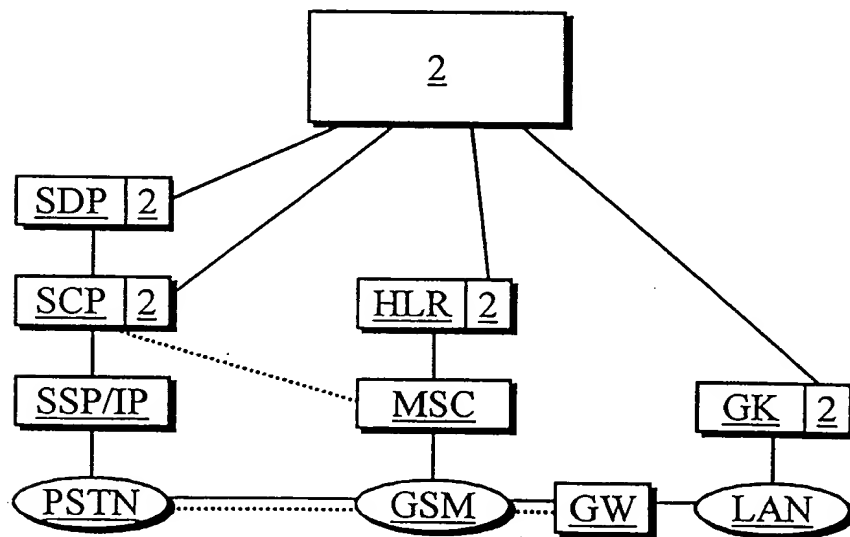 2
SDP 2
SCP 2
HLR 2
SSP/IP
MSC
GK 2
PSTN
GSM
GW
LAN